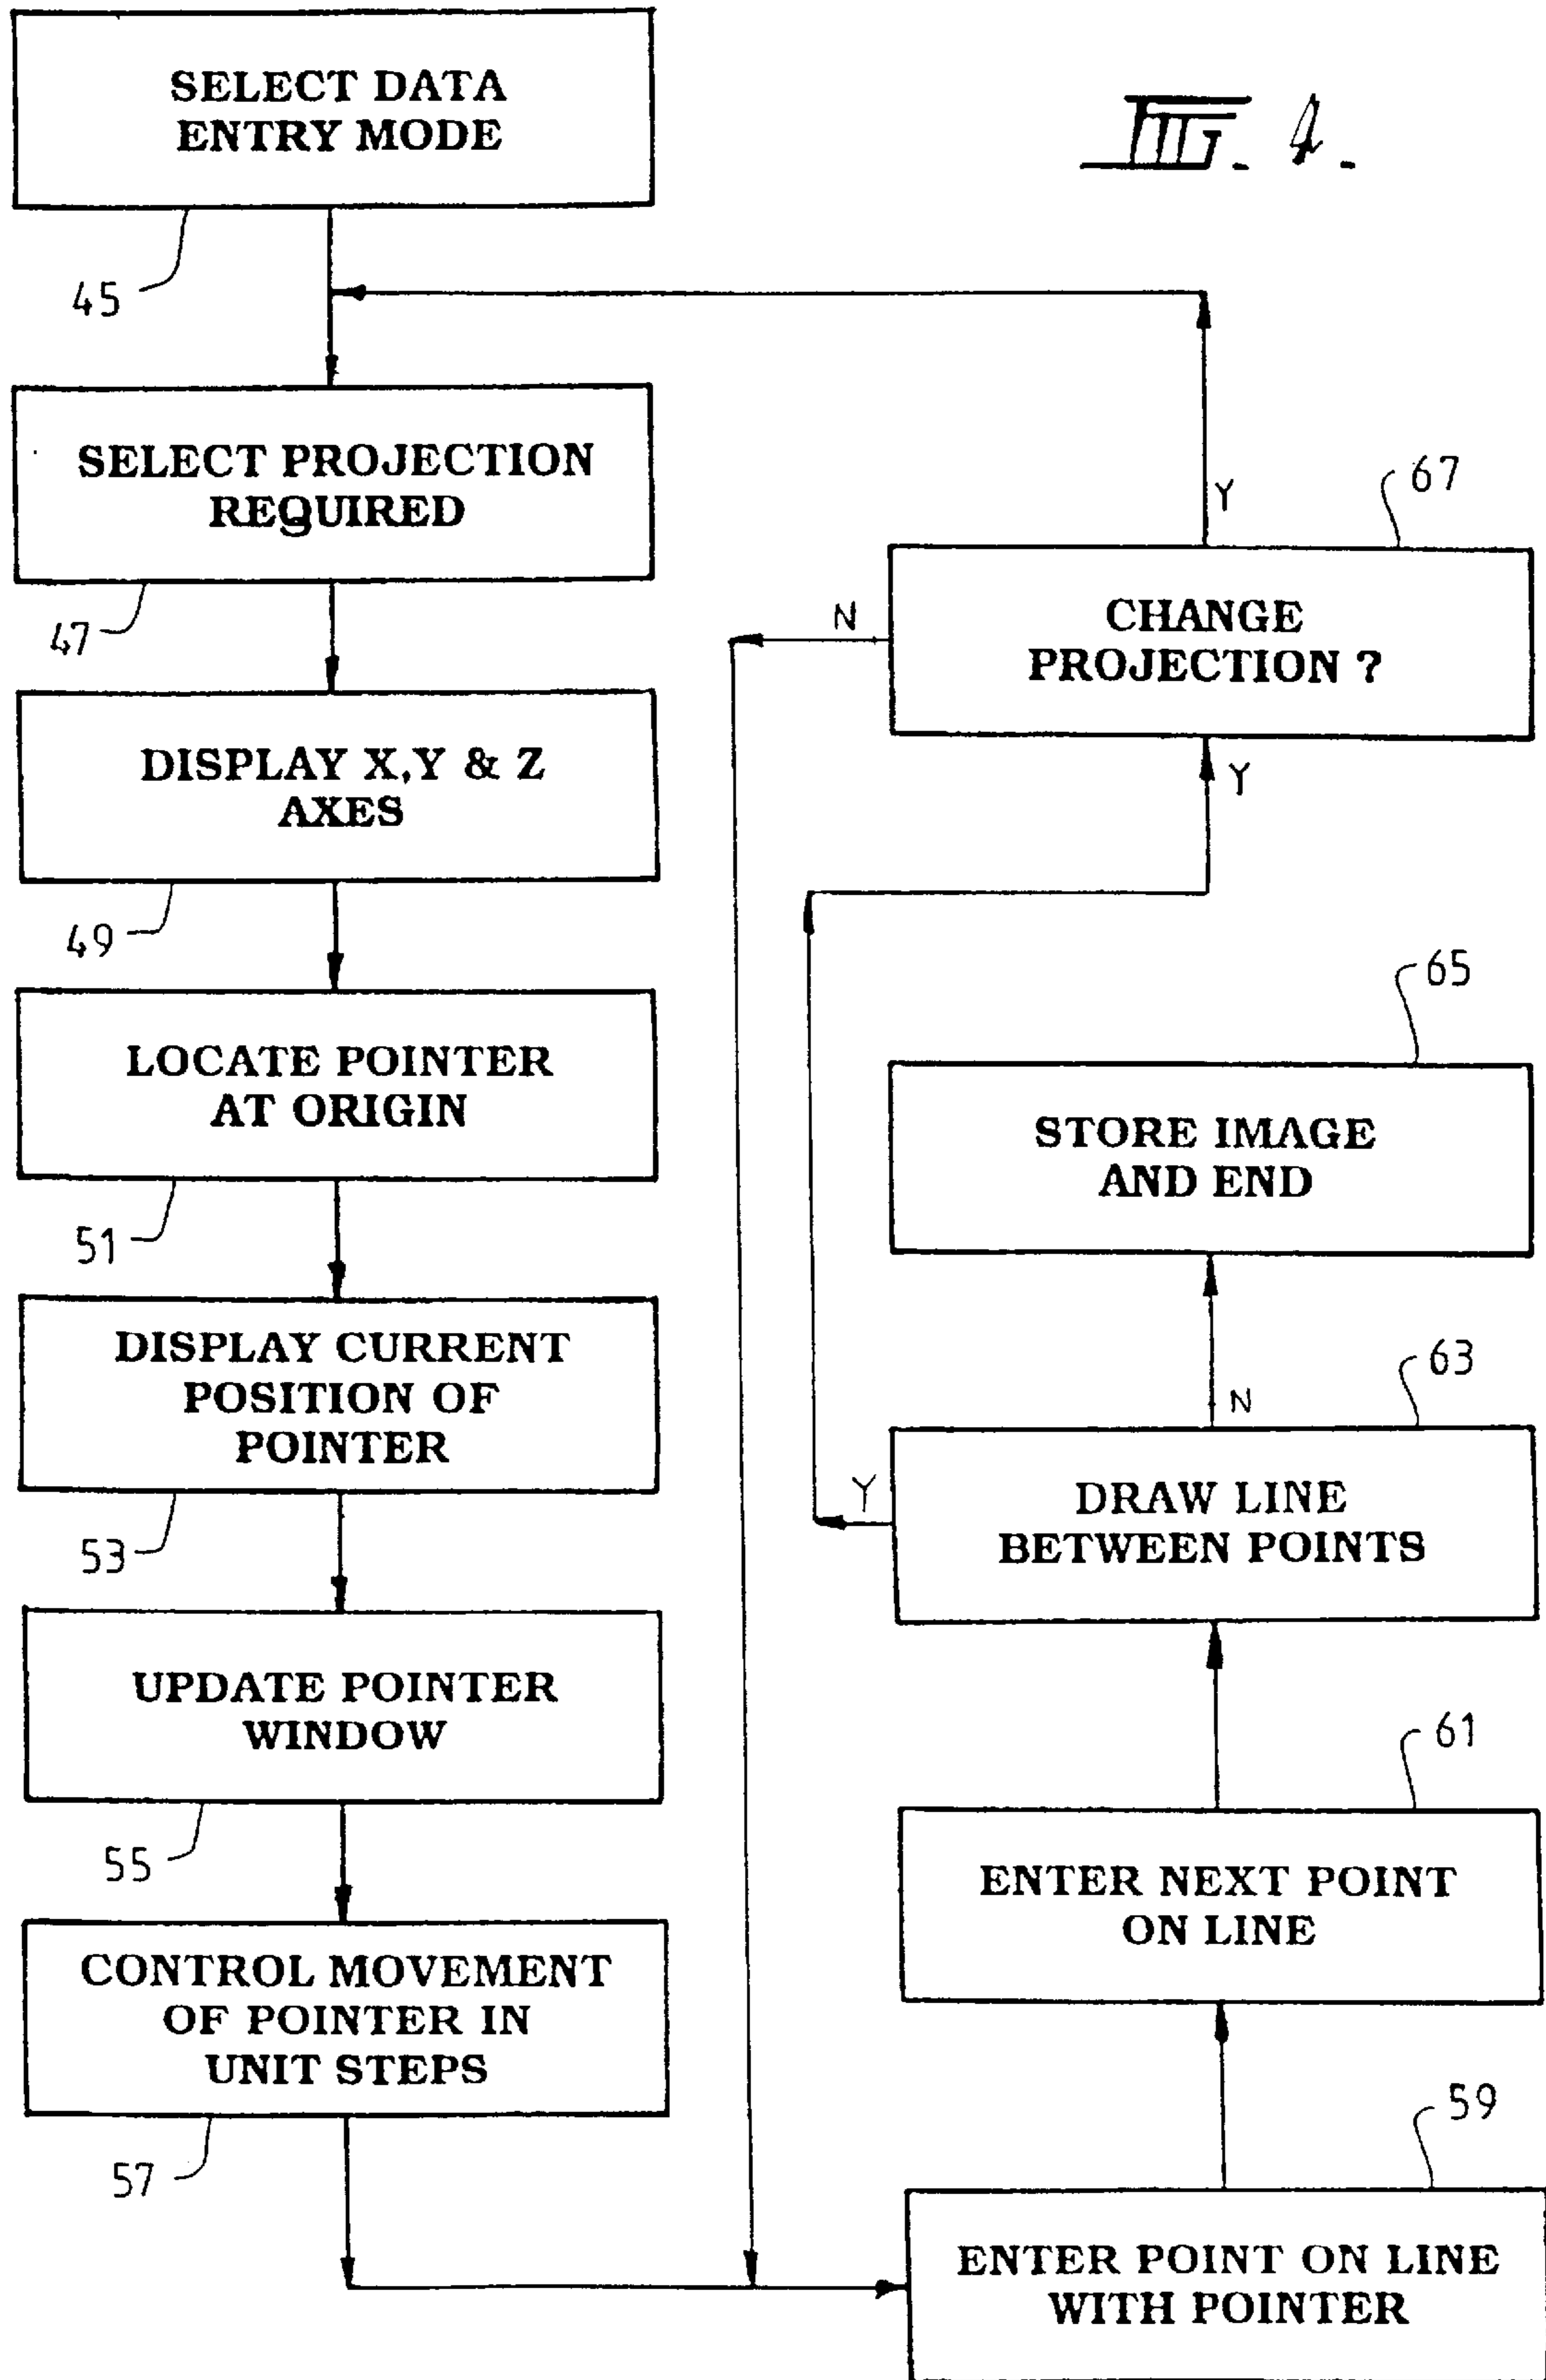 FIG. 4.
SELECT DATA
ENTRY MODE
45
SELECT PROJECTION
REQUIRED
47
DISPLAY X,Y & Z
AXES
49
LOCATE POINTER
AT ORIGIN
51
DISPLAY CURRENT
POSITION OF
POINTER
53
UPDATE POINTER
WINDOW
55
CONTROL MOVEMENT
OF POINTER IN
UNIT STEPS
57
Y
67
CHANGE
PROJECTION ?
N
Y
65
STORE IMAGE
AND END
N
63
Y
DRAW LINE
BETWEEN POINTS
61
ENTER NEXT POINT
ON LINE
59
ENTER POINT ON LINE
WITH POINTER